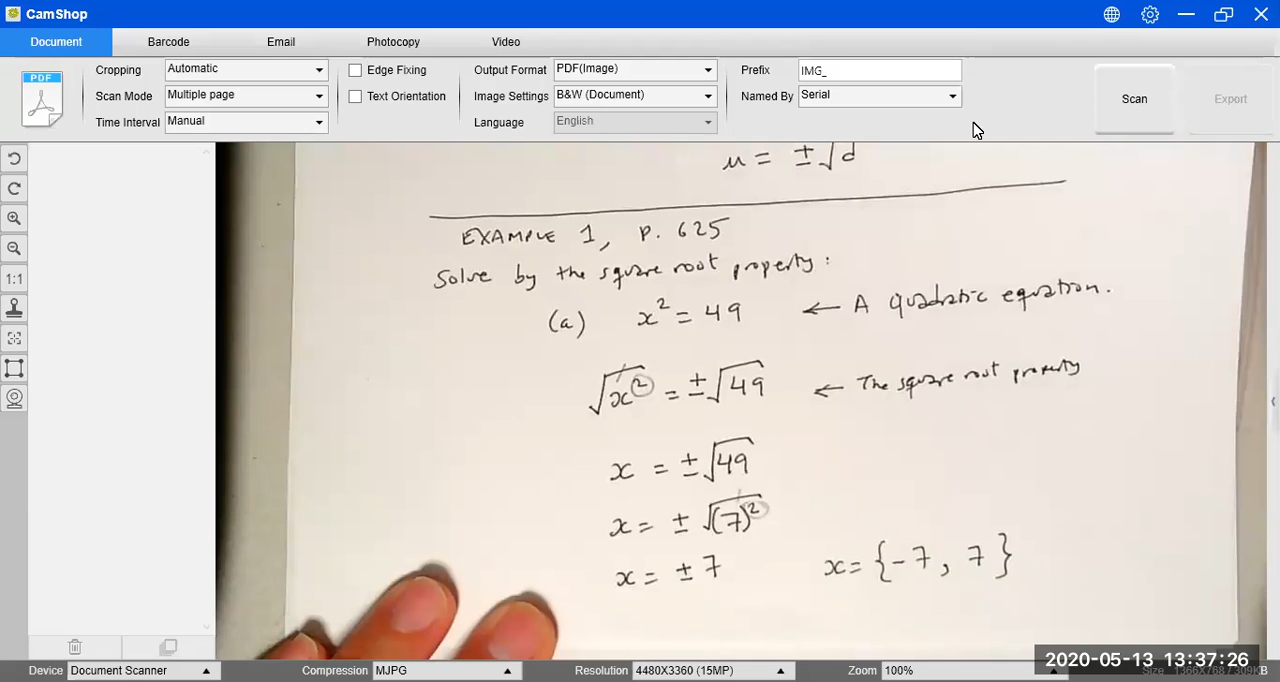 CamShop
Document Barcode Email Photocopy Video
PDF Cropping Automatic Edge Fixing Output Format PDF(Image) Prefix IMG_ Scan Export
Scan Mode Multiple page Text Orientation Image Settings B&W (Document) Named By Serial
Time Interval Manual Language English
u = ±√d
EXAMPLE 1, P. 625
Solve by the square root property:
(a) x² = 49 ← A quadratic equation.
√x² = ±√49 ← The square root property
x = ±√49
x = ±√(7)²
x = ±7 x = {-7, 7}
1:1
2020-05-13 13:37:26
Device Document Scanner Compression MJPG Resolution 4480X3360 (15MP) Zoom 100%